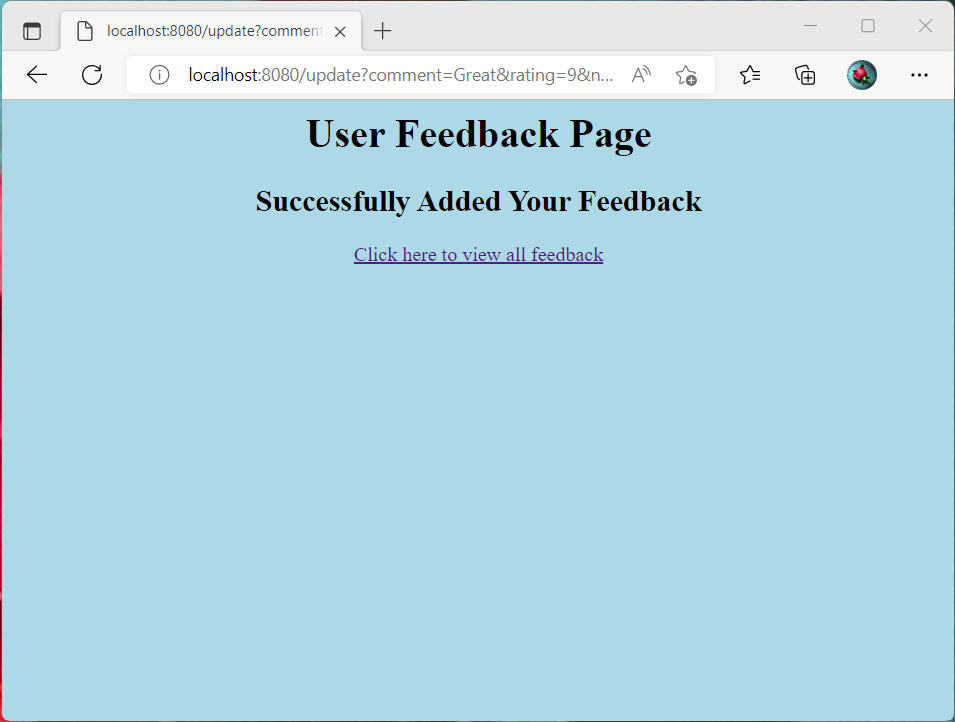 localhost:8080/update?comment
localhost:8080/update?comment=Great&rating=9&n...
User Feedback Page
Successfully Added Your Feedback
Click here to view all feedback